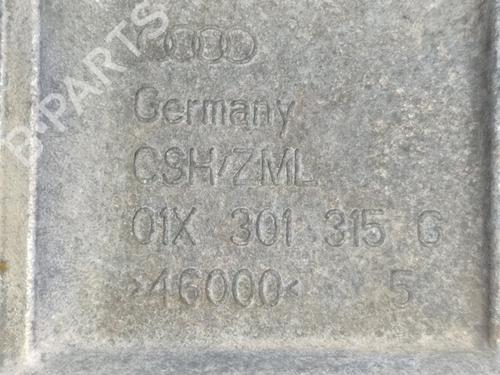 B-PARTS
Germany
CSH/ZML
01X 301 315 G
>46000< 5